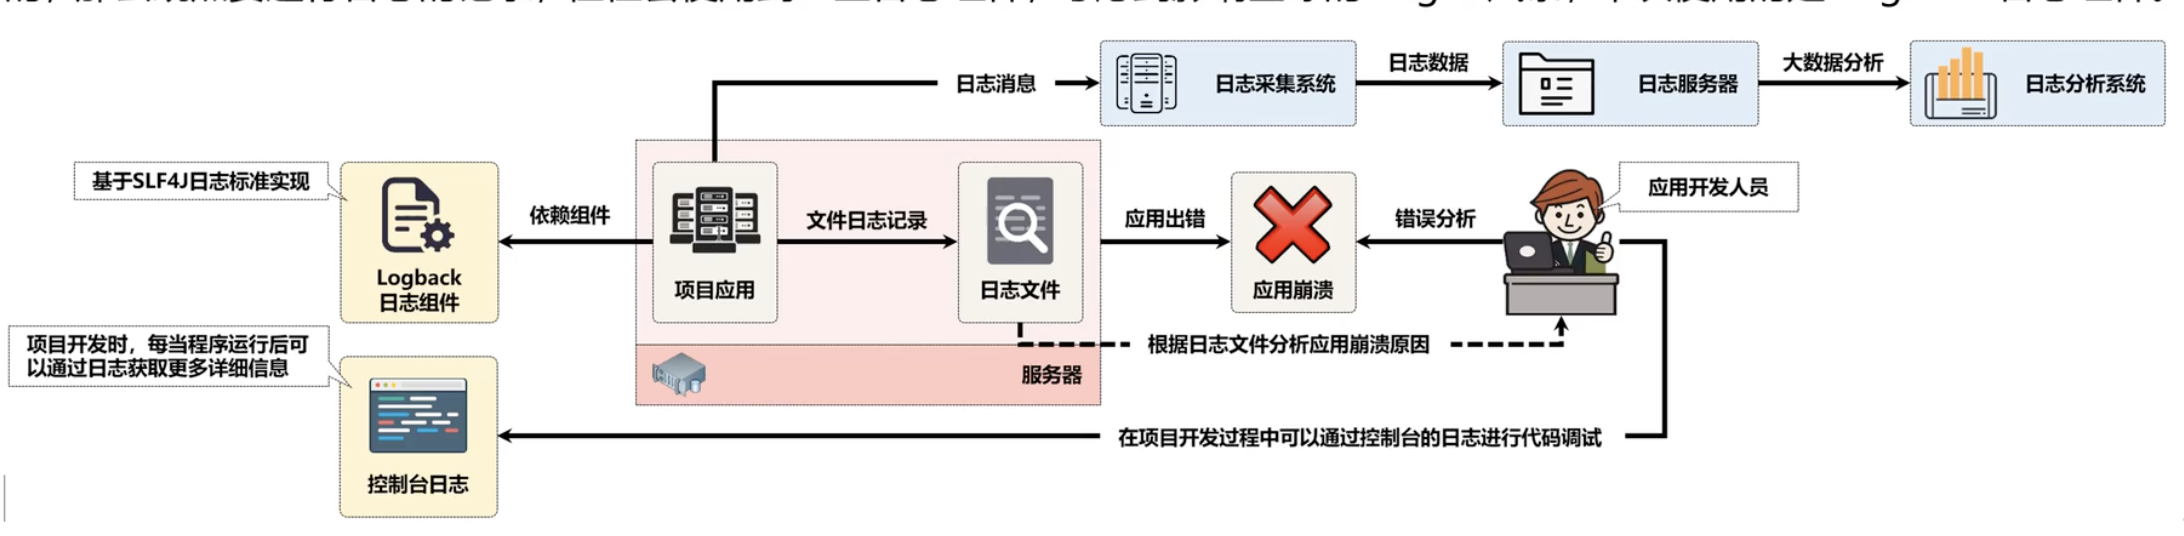 日志消息
日志采集系统
日志数据
日志服务器
大数据分析
日志分析系统
基于SLF4J日志标准实现
Logback
日志组件
依赖组件
项目应用
文件日志记录
日志文件
应用出错
应用崩溃
错误分析
应用开发人员
根据日志文件分析应用崩溃原因
服务器
项目开发时，每当程序运行后可
以通过日志获取更多详细信息
控制台日志
在项目开发过程中可以通过控制台的日志进行代码调试